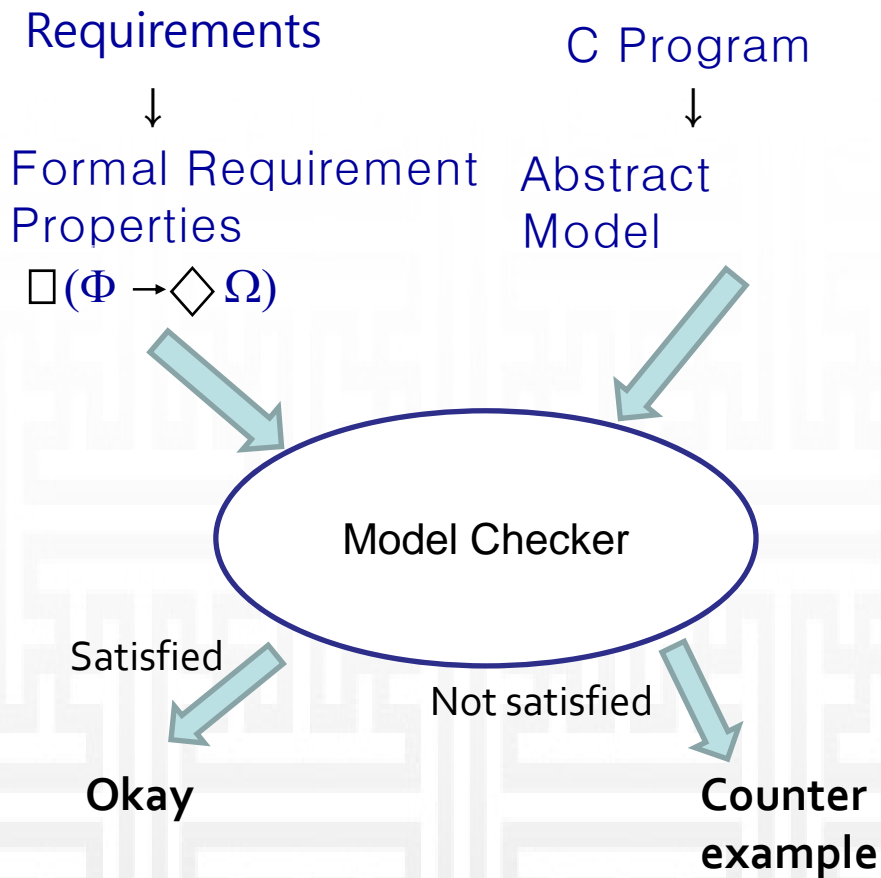 Requirements
↓
Formal Requirement
Properties
□(Φ →◇ Ω)
C Program
↓
Abstract
Model
Model Checker
Satisfied
Not satisfied
Okay
Counter
example